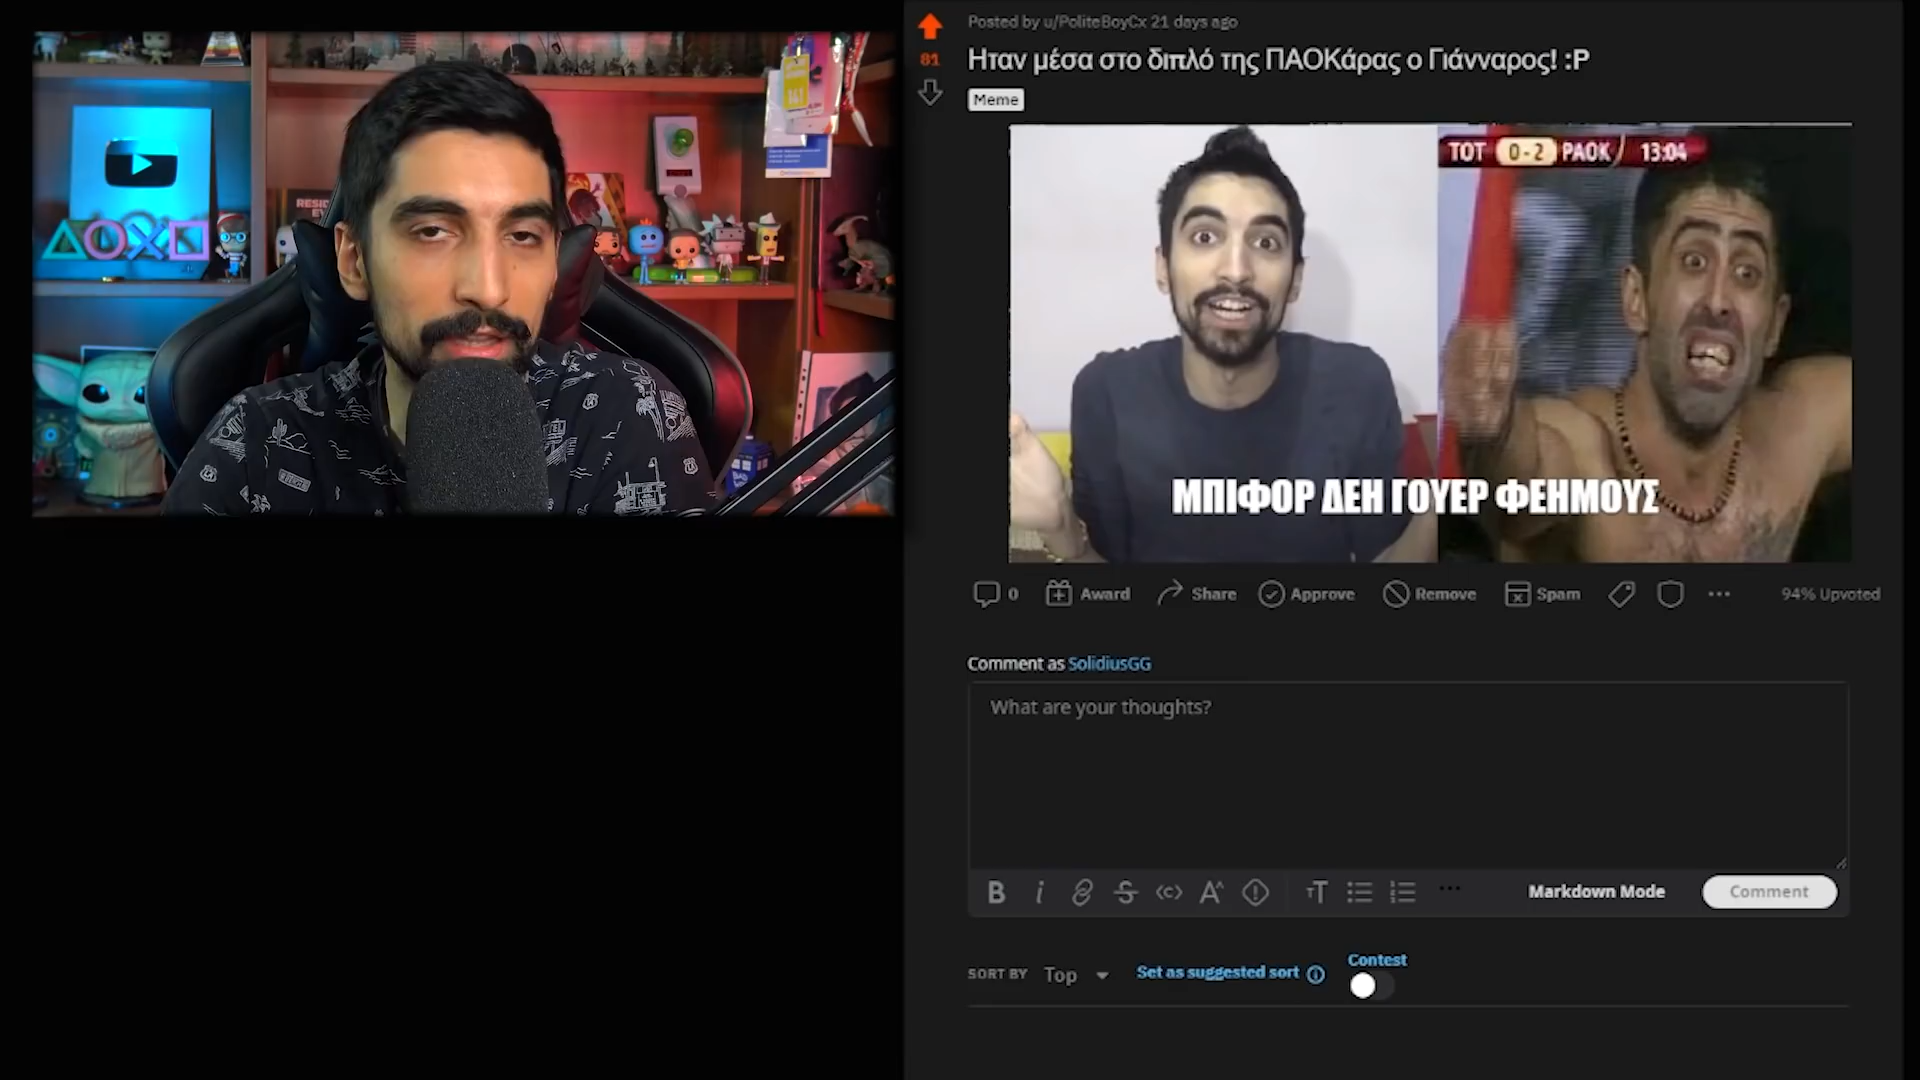 Posted by u/PoliteBoyCx 21 days ago
81
Ηταν μέσα στο διπλό της ΠΑΟΚάρας ο Γιάνναρος! :P
Meme
TOT 0-2 PAOK 13:04
ΜΠΙΦΟΡ ΔΕΗ ΓΟΥΕΡ ΦΕΗΜΟΥΣ
0 Award Share Approve Remove Spam ... 94% Upvoted
Comment as SolidiusGG
What are your thoughts?
Markdown Mode Comment
SORT BY Top Set as suggested sort Contest